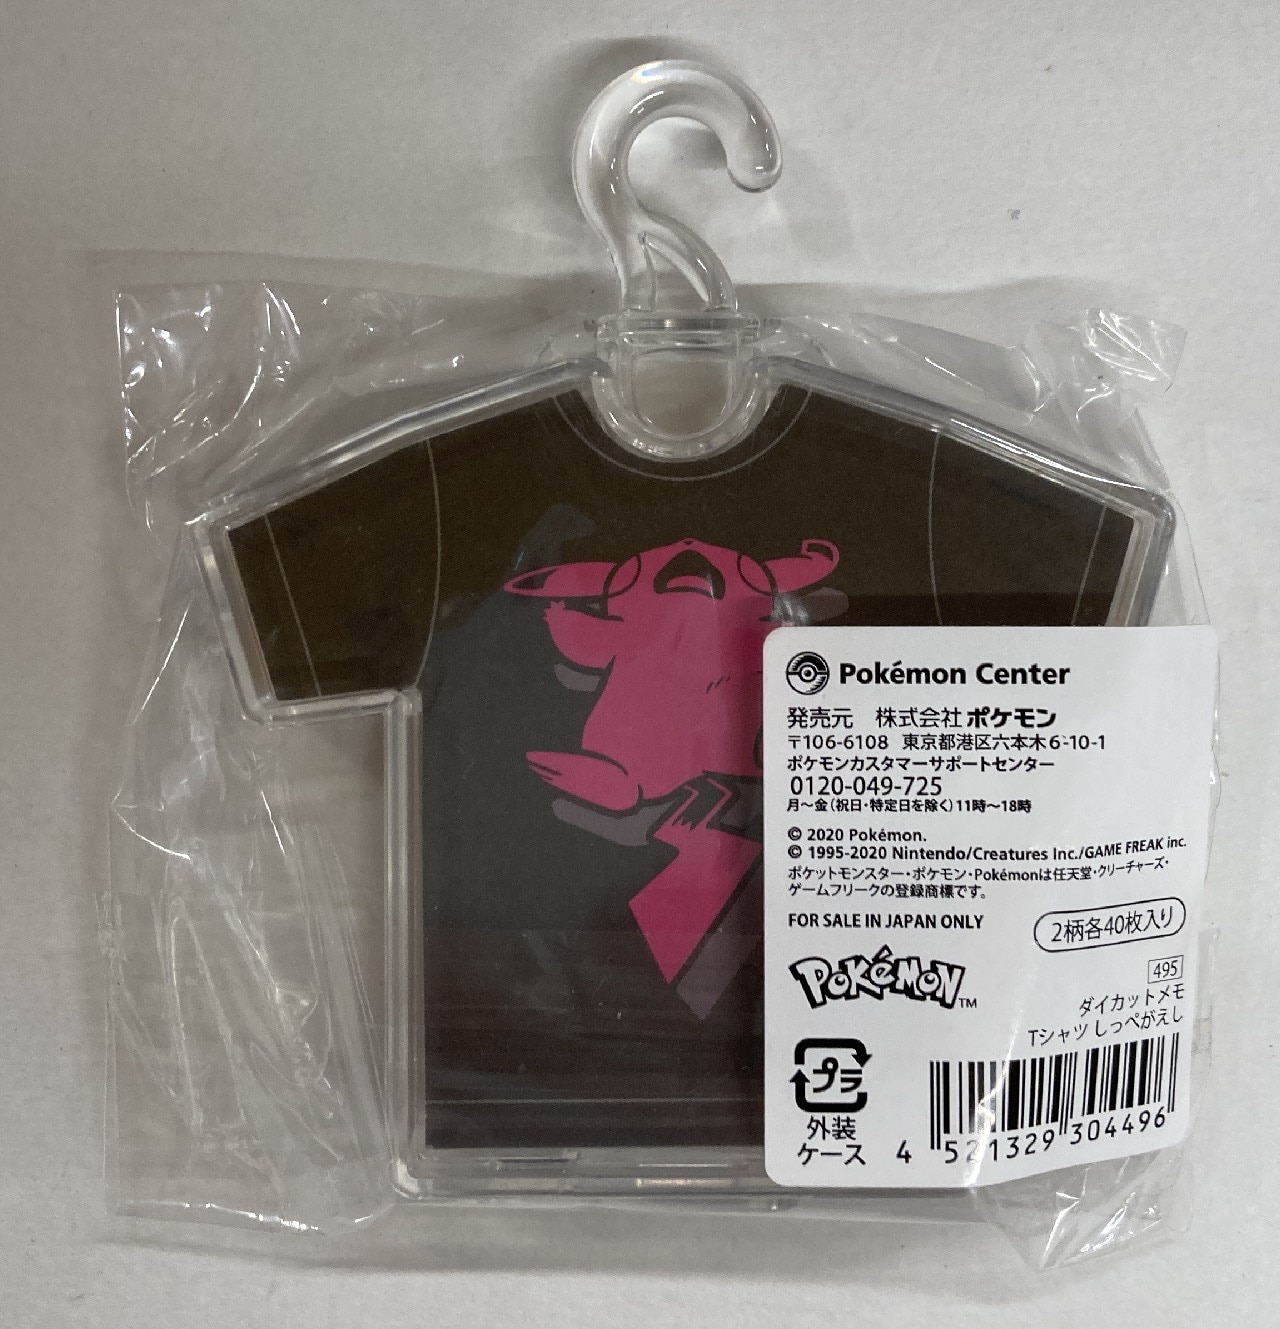 Pokémon Center
発売元 株式会社ポケモン
〒106-6108 東京都港区六本木6-10-1
ポケモンカスタマーサポートセンター
0120-049-725
月～金(祝日・特定日を除く)11時～18時
© 2020 Pokémon.
© 1995-2020 Nintendo/Creatures Inc./GAME FREAK inc.
ポケットモンスター・ポケモン・Pokémonは任天堂・クリーチャーズ・
ゲームフリークの登録商標です。
FOR SALE IN JAPAN ONLY
2柄各40枚入り
POKéMON™
495
ダイカットメモ
Tシャツ しっぺがえし
プラ
外装
ケース
4 521329 304496